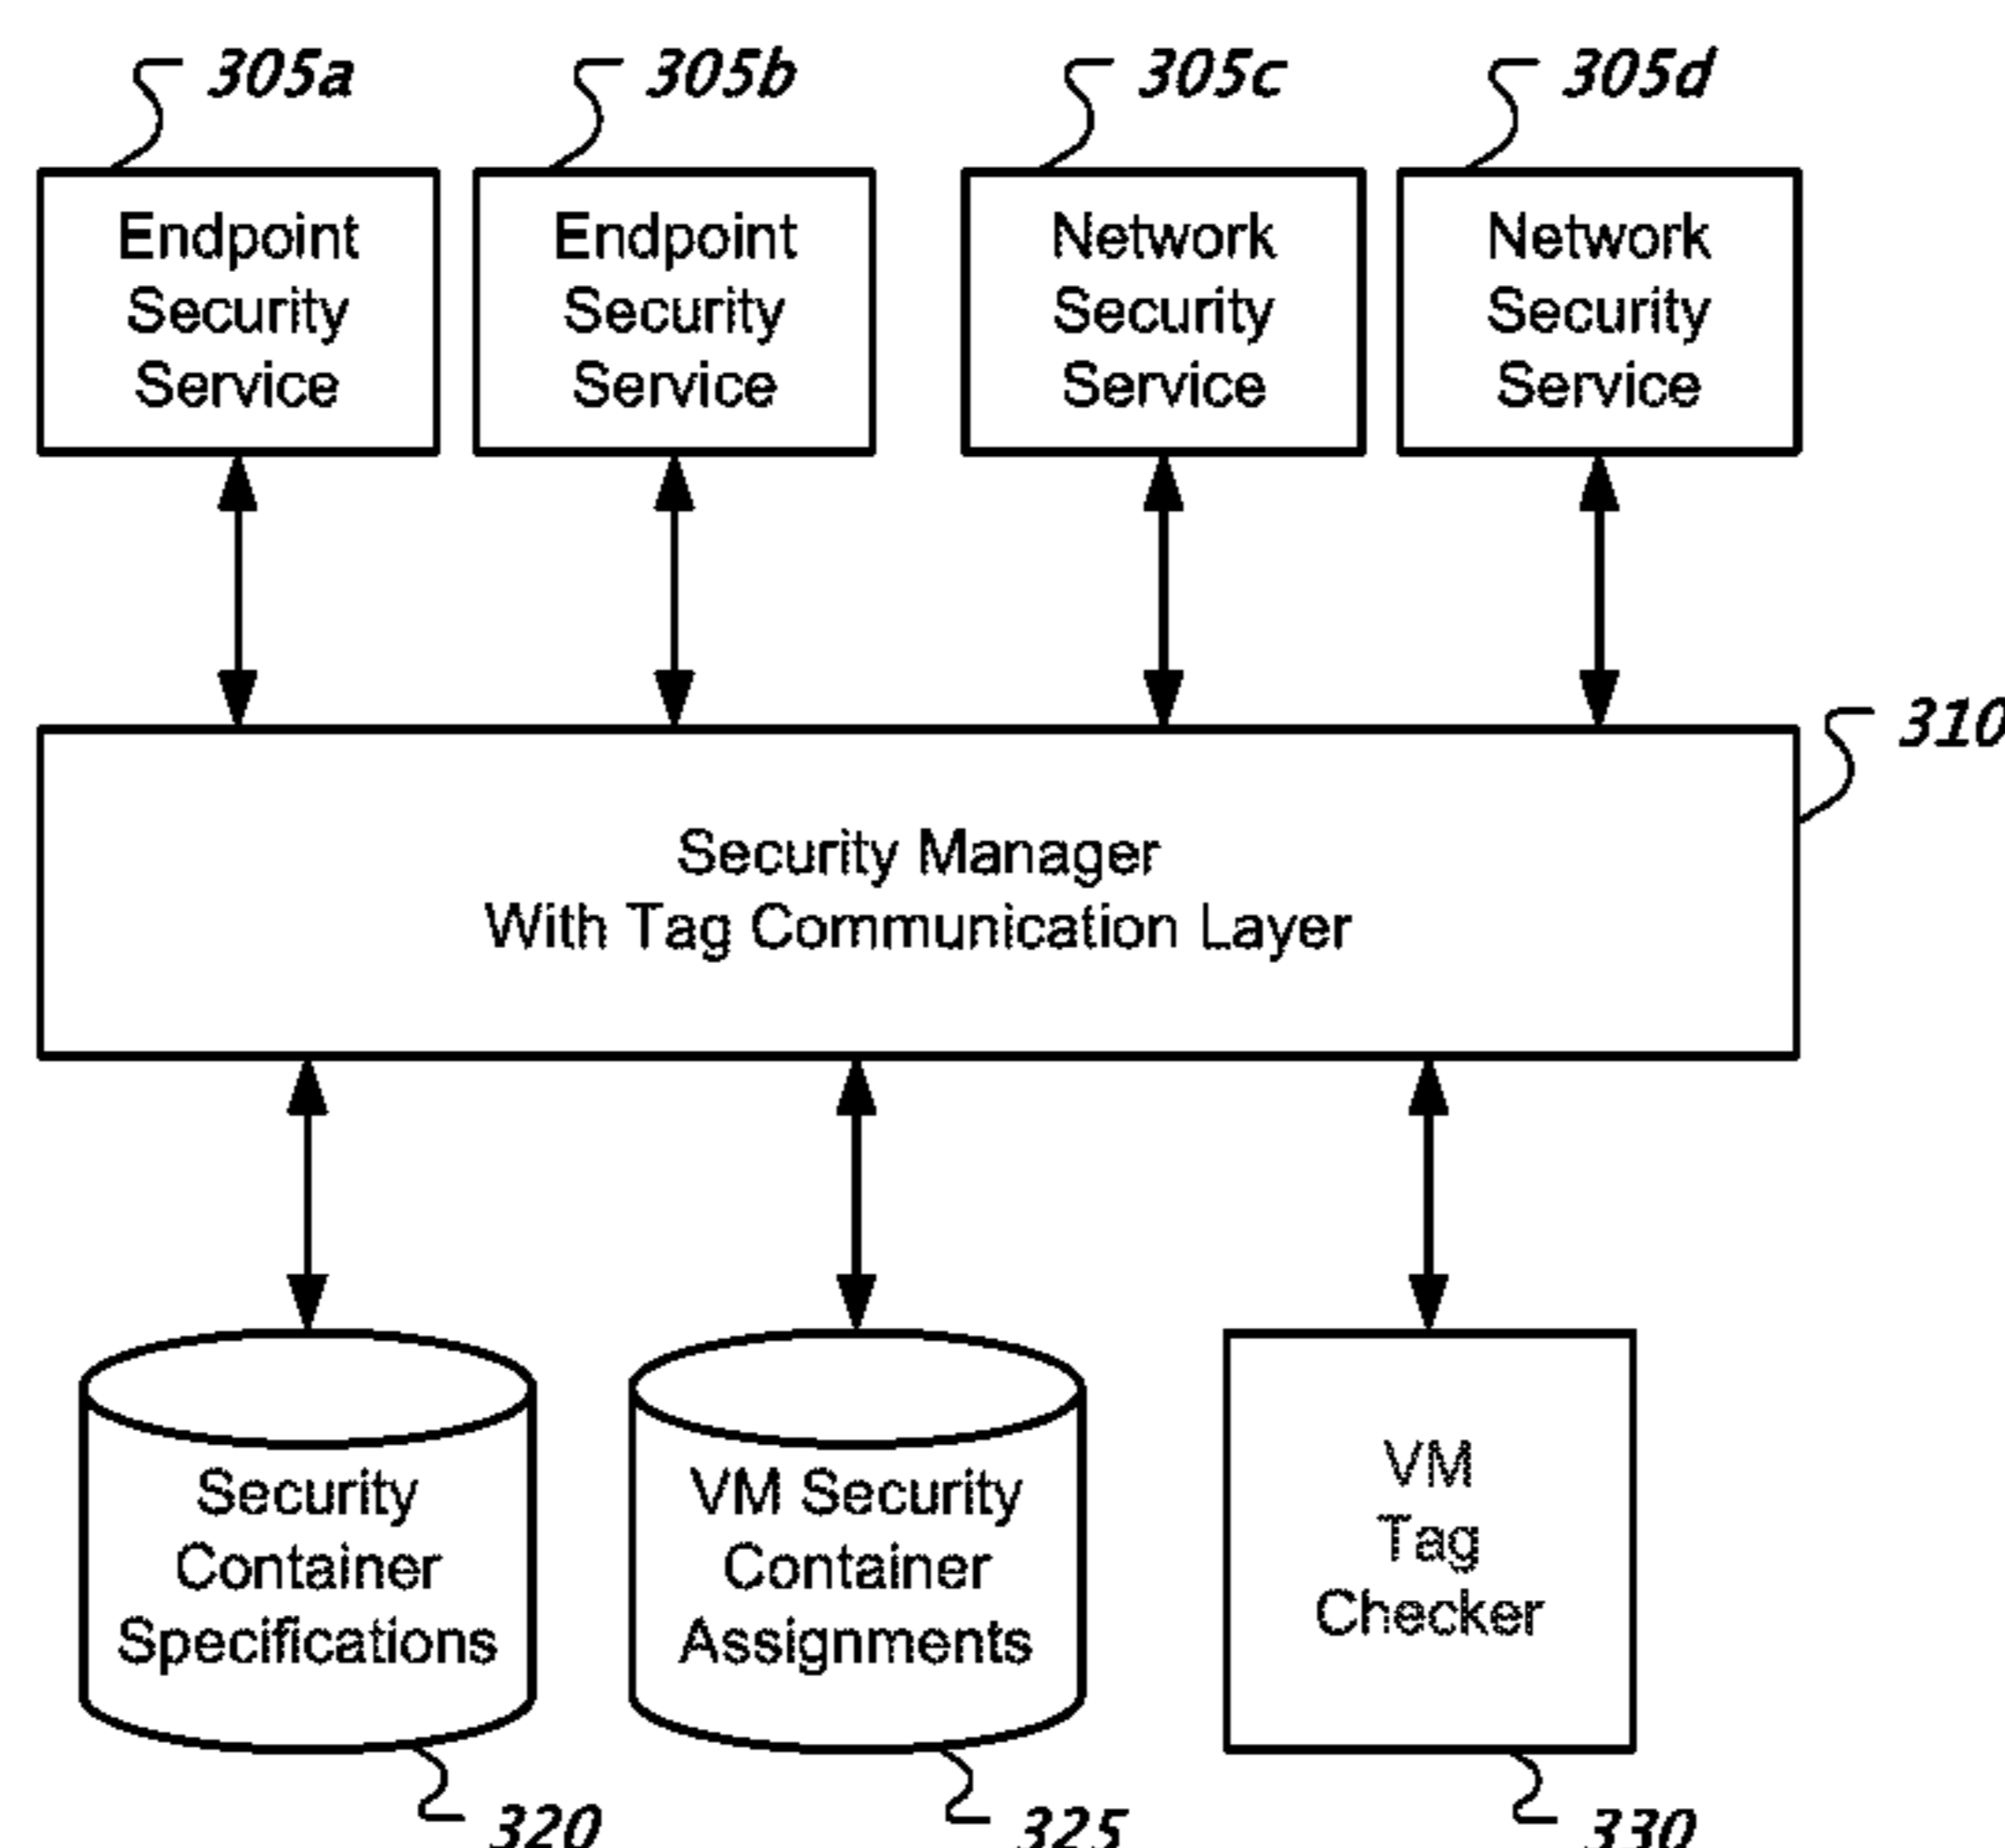 305a
305b
305c
305d
Endpoint
Security
Service
Endpoint
Security
Service
Network
Security
Service
Network
Security
Service
310
Security Manager
With Tag Communication Layer
Security
Container
Specifications
VM Security
Container
Assignments
VM
Tag
Checker
320
325
330